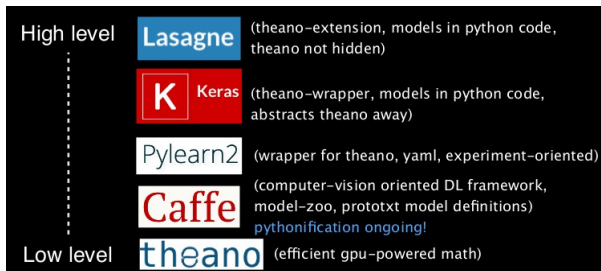 High level
Lasagne
(theano-extension, models in python code,
theano not hidden)
K Keras
(theano-wrapper, models in python code,
abstracts theano away)
Pylearn2
(wrapper for theano, yaml, experiment-oriented)
Caffe
(computer-vision oriented DL framework,
model-zoo, prototxt model definitions)
pythonification ongoing!
Low level
theano
(efficient gpu-powered math)